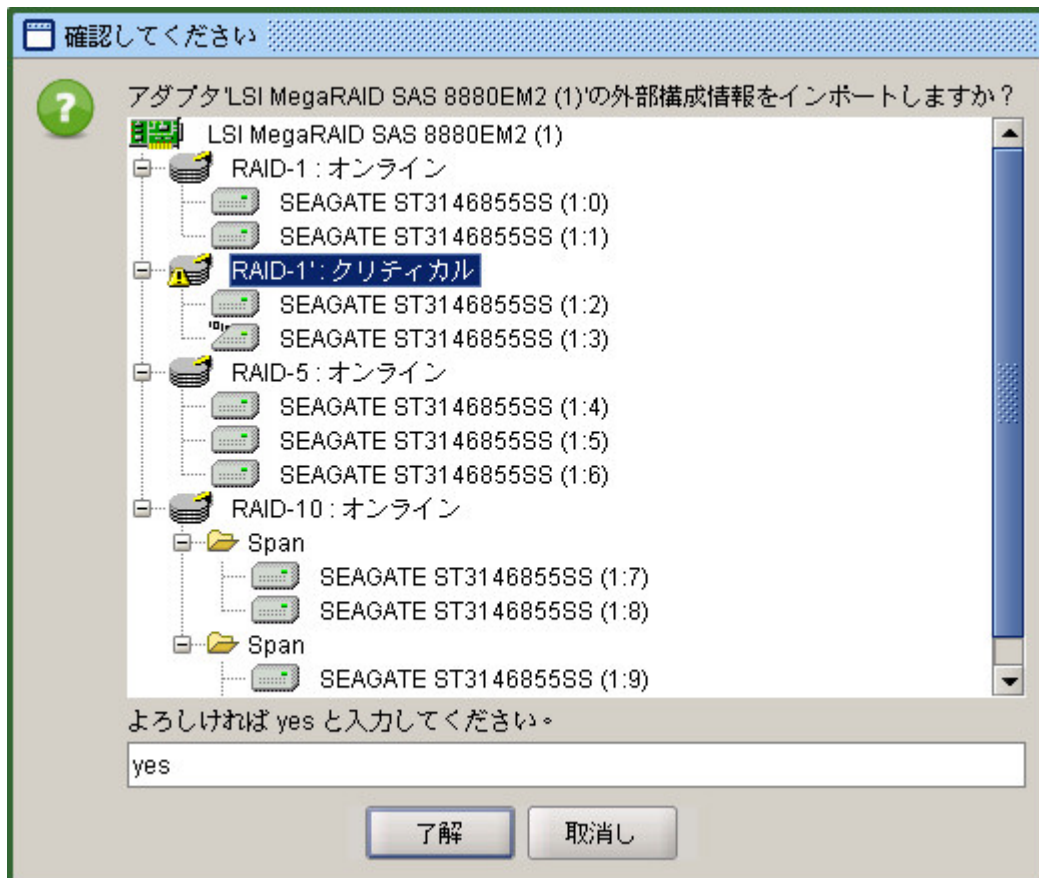 確認してください
アダプタ'LSI MegaRAID SAS 8880EM2 (1)'の外部構成情報をインポートしますか？
LSI MegaRAID SAS 8880EM2 (1)
RAID-1 : オンライン
SEAGATE ST3146855SS (1:0)
SEAGATE ST3146855SS (1:1)
RAID-1' : クリティカル
SEAGATE ST3146855SS (1:2)
SEAGATE ST3146855SS (1:3)
RAID-5 : オンライン
SEAGATE ST3146855SS (1:4)
SEAGATE ST3146855SS (1:5)
SEAGATE ST3146855SS (1:6)
RAID-10 : オンライン
Span
SEAGATE ST3146855SS (1:7)
SEAGATE ST3146855SS (1:8)
Span
SEAGATE ST3146855SS (1:9)
よろしければ yes と入力してください。
yes
了解 取消し